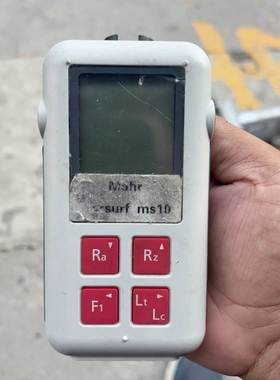 Mahr
surf ms10
Ra Rz
F1 Lt Lc